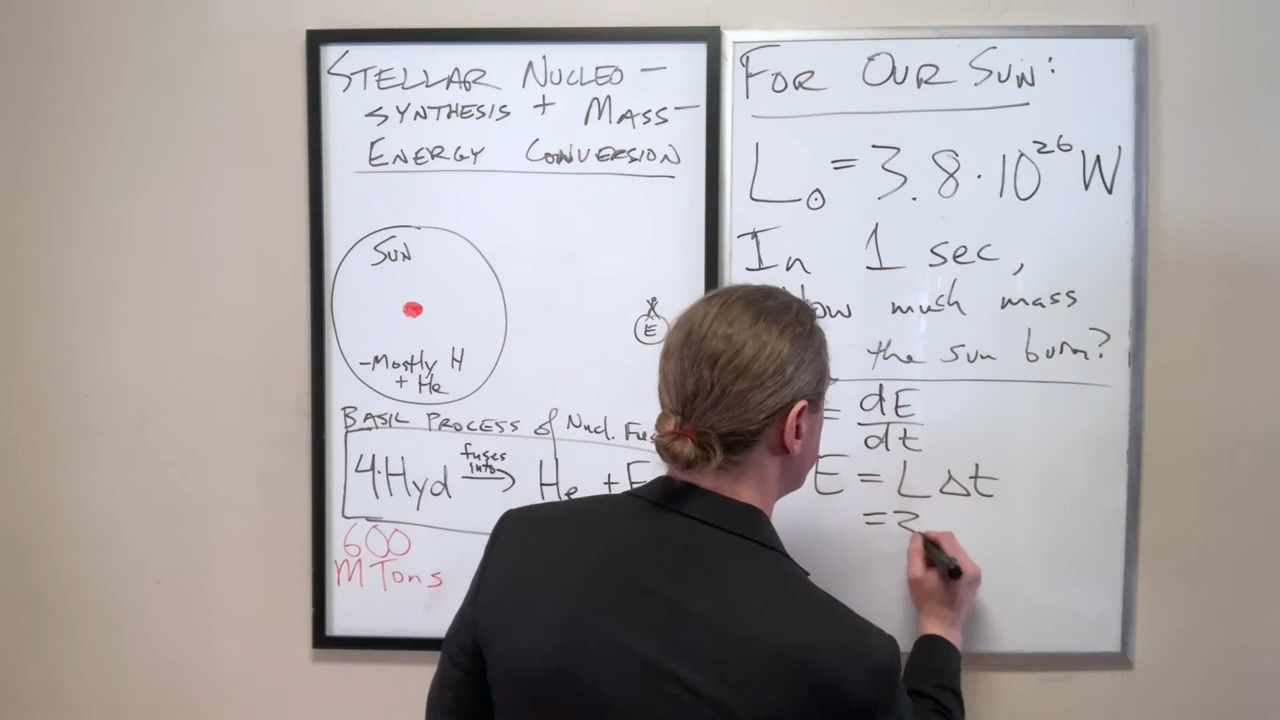 STELLAR NUCLEO-
SYNTHESIS + MASS-
ENERGY CONVERSION
SUN
-Mostly H
+ He
E
BASIC PROCESS of Nucl. Fus
4·Hyd fuses into → He + E
600
MTons
FOR OUR SUN:
L⊙ = 3.8·10²⁶ W
In 1 sec,
How much mass
the sun burn?
= dE/dt
E = L Δt
= 3